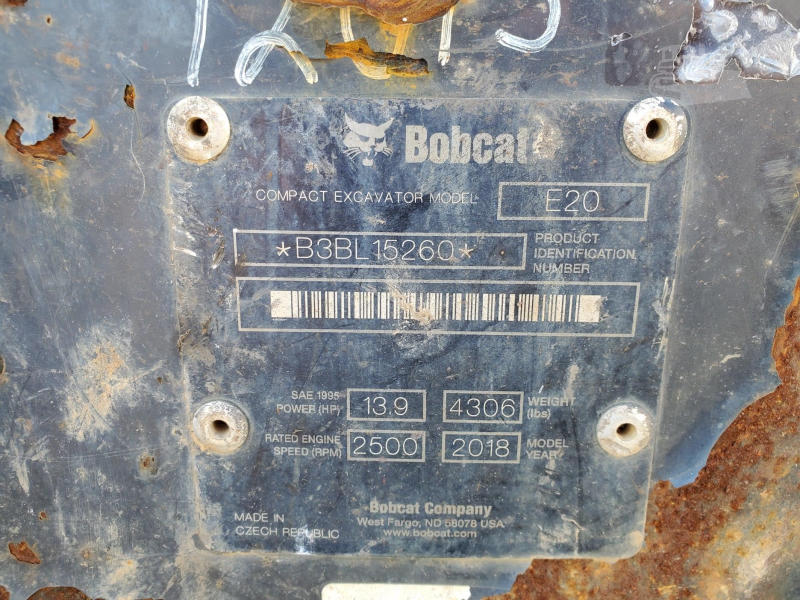 Bobcat
COMPACT EXCAVATOR MODEL E20
*B3BL15260* PRODUCT IDENTIFICATION NUMBER
SAE 1995 POWER (HP) 13.9 4306 WEIGHT (lbs)
RATED ENGINE SPEED (RPM) 2500 2018 MODEL YEAR
Bobcat Company
West Fargo, ND 58078 USA
www.bobcat.com
MADE IN
CZECH REPUBLIC